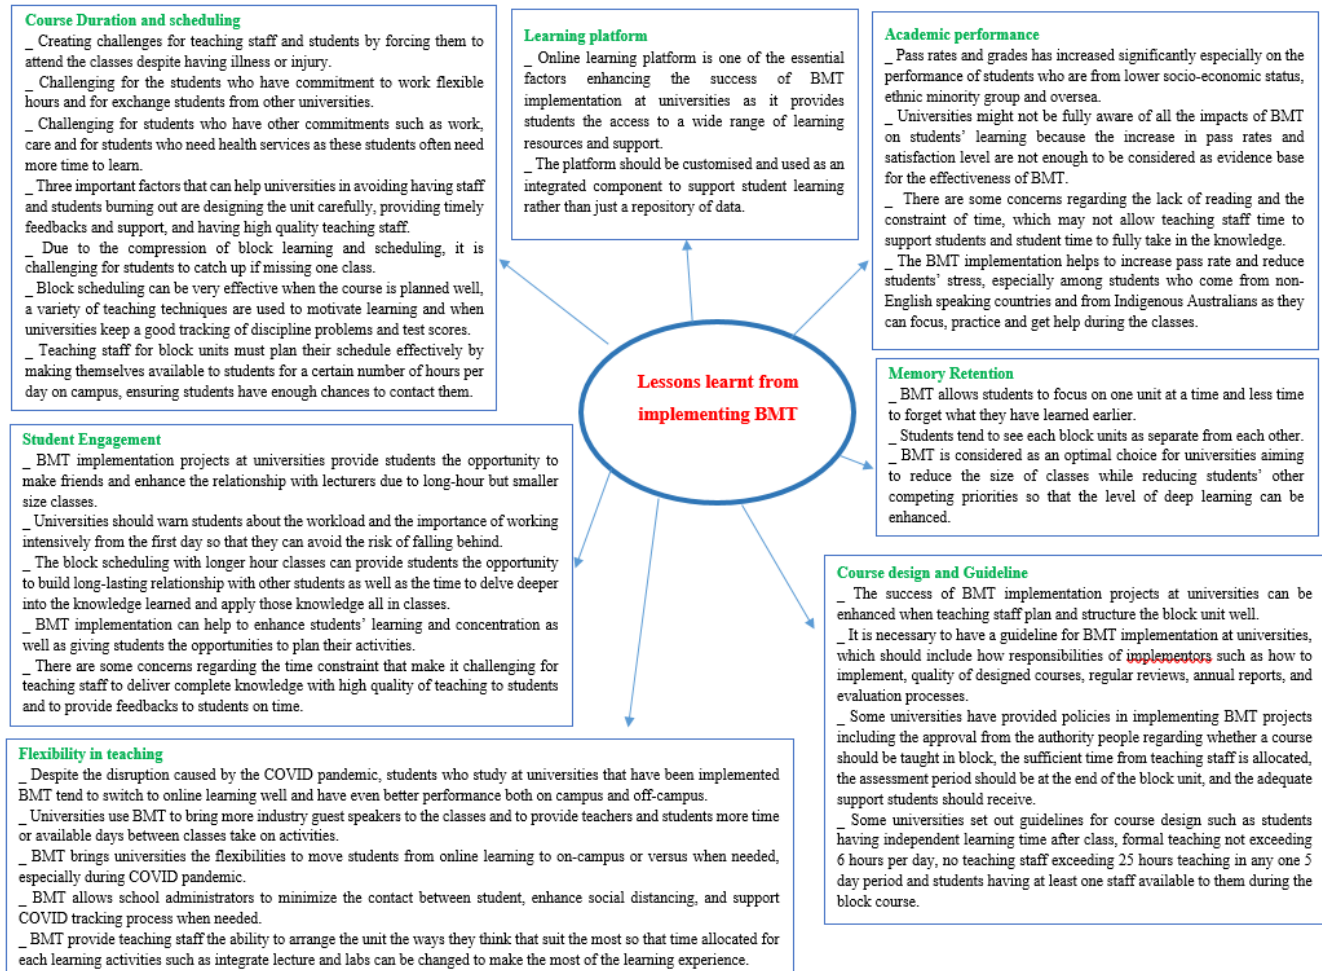 Course Duration and scheduling
_ Creating challenges for teaching staff and students by forcing them to
attend the classes despite having illness or injury.
_ Challenging for the students who have commitment to work flexible
hours and for exchange students from other universities.
_ Challenging for students who have other commitments such as work,
care and for students who need health services as these students often need
more time to learn.
_ Three important factors that can help universities in avoiding having staff
and students burning out are designing the unit carefully, providing timely
feedbacks and support, and having high quality teaching staff.
_ Due to the compression of block learning and scheduling, it is
challenging for students to catch up if missing one class.
_ Block scheduling can be very effective when the course is planned well,
a variety of teaching techniques are used to motivate learning and when
universities keep a good tracking of discipline problems and test scores.
_ Teaching staff for block units must plan their schedule effectively by
making themselves available to students for a certain number of hours per
day on campus, ensuring students have enough chances to contact them.
Learning platform
_ Online learning platform is one of the essential
factors enhancing the success of BMT
implementation at universities as it provides
students the access to a wide range of learning
resources and support.
_ The platform should be customised and used as an
integrated component to support student learning
rather than just a repository of data.
Academic performance
_ Pass rates and grades has increased significantly especially on the
performance of students who are from lower socio-economic status,
ethnic minority group and oversea.
_ Universities might not be fully aware of all the impacts of BMT
on students' learning because the increase in pass rates and
satisfaction level are not enough to be considered as evidence base
for the effectiveness of BMT.
_ There are some concerns regarding the lack of reading and the
constraint of time, which may not allow teaching staff time to
support students and student time to fully take in the knowledge.
_ The BMT implementation helps to increase pass rate and reduce
students' stress, especially among students who come from non-
English speaking countries and from Indigenous Australians as they
can focus, practice and get help during the classes.
Lessons learnt from
implementing BMT
Memory Retention
_ BMT allows students to focus on one unit at a time and less time
to forget what they have learned earlier.
_ Students tend to see each block units as separate from each other.
_ BMT is considered as an optimal choice for universities aiming
to reduce the size of classes while reducing students' other
competing priorities so that the level of deep learning can be
enhanced.
Student Engagement
_ BMT implementation projects at universities provide students the opportunity to
make friends and enhance the relationship with lecturers due to long-hour but smaller
size classes.
_ Universities should warn students about the workload and the importance of working
intensively from the first day so that they can avoid the risk of falling behind.
_ The block scheduling with longer hour classes can provide students the opportunity
to build long-lasting relationship with other students as well as the time to delve deeper
into the knowledge learned and apply those knowledge all in classes.
_ BMT implementation can help to enhance students' learning and concentration as
well as giving students the opportunities to plan their activities.
_ There are some concerns regarding the time constraint that make it challenging for
teaching staff to deliver complete knowledge with high quality of teaching to students
and to provide feedbacks to students on time.
Course design and Guideline
_ The success of BMT implementation projects at universities can be
enhanced when teaching staff plan and structure the block unit well.
_ It is necessary to have a guideline for BMT implementation at universities,
which should include how responsibilities of implementors such as how to
implement, quality of designed courses, regular reviews, annual reports, and
evaluation processes.
_ Some universities have provided policies in implementing BMT projects
including the approval from the authority people regarding whether a course
should be taught in block, the sufficient time from teaching staff is allocated,
the assessment period should be at the end of the block unit, and the adequate
support students should receive.
_ Some universities set out guidelines for course design such as students
having independent learning time after class, formal teaching not exceeding
6 hours per day, no teaching staff exceeding 25 hours teaching in any one 5
day period and students having at least one staff available to them during the
block course.
Flexibility in teaching
_ Despite the disruption caused by the COVID pandemic, students who study at universities that have been implemented
BMT tend to switch to online learning well and have even better performance both on campus and off-campus.
_ Universities use BMT to bring more industry guest speakers to the classes and to provide teachers and students more time
or available days between classes take on activities.
_ BMT brings universities the flexibilities to move students from online learning to on-campus or versus when needed,
especially during COVID pandemic.
_ BMT allows school administrators to minimize the contact between student, enhance social distancing, and support
COVID tracking process when needed.
_ BMT provide teaching staff the ability to arrange the unit the ways they think that suit the most so that time allocated for
each learning activities such as integrate lecture and labs can be changed to make the most of the learning experience.